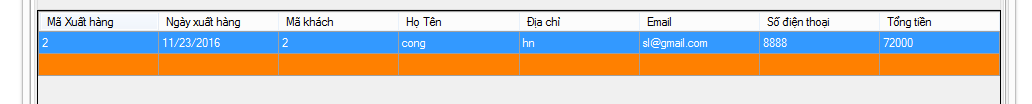 Mã Xuất hàng Ngày xuất hàng Mã khách Họ Tên Địa chỉ Email Số điện thoại Tổng tiền
2 11/23/2016 2 cong hn sl@gmail.com 8888 72000